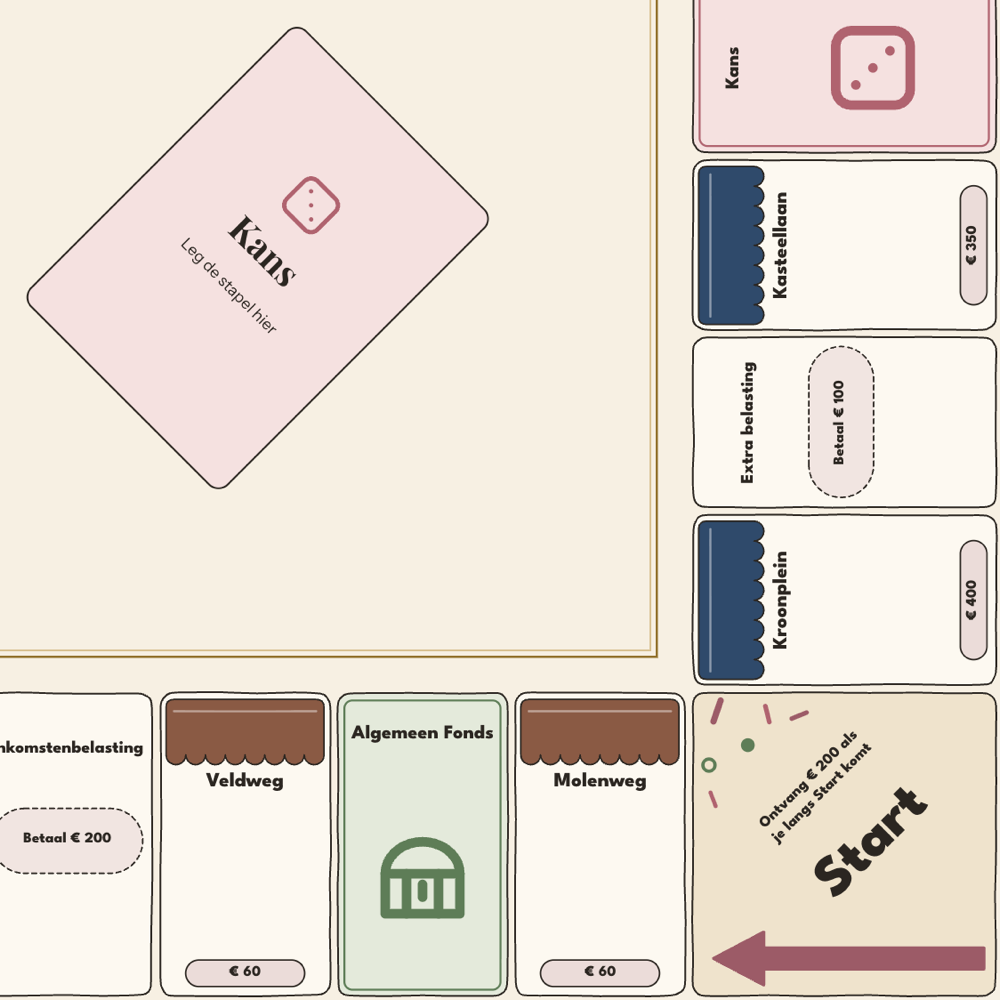 Kans
Leg de stapel hier
Kans
Kasteellaan
€ 350
Extra belasting
Betaal € 100
Kroonplein
€ 400
nkomstenbelasting
Betaal € 200
Veldweg
€ 60
Algemeen Fonds
Molenweg
€ 60
Ontvang € 200 als
je langs Start komt
Start